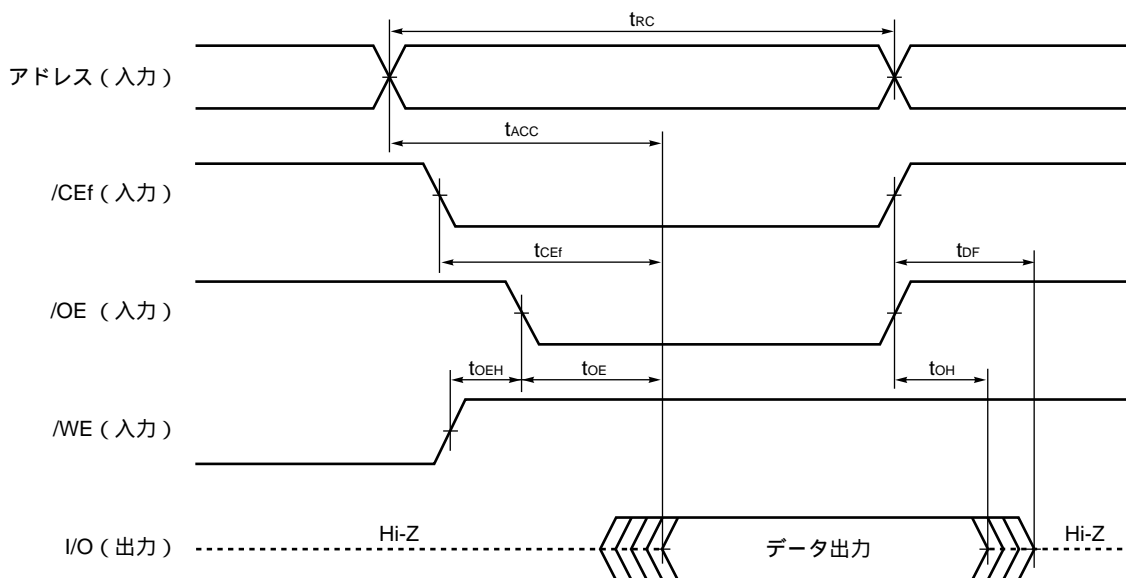 tRC
アドレス(入力)
tACC
/CEf(入力)
tCEf
tDF
/OE (入力)
tOEH
tOE
tOH
/WE(入力)
Hi-Z
Hi-Z
I/O(出力)
データ出力